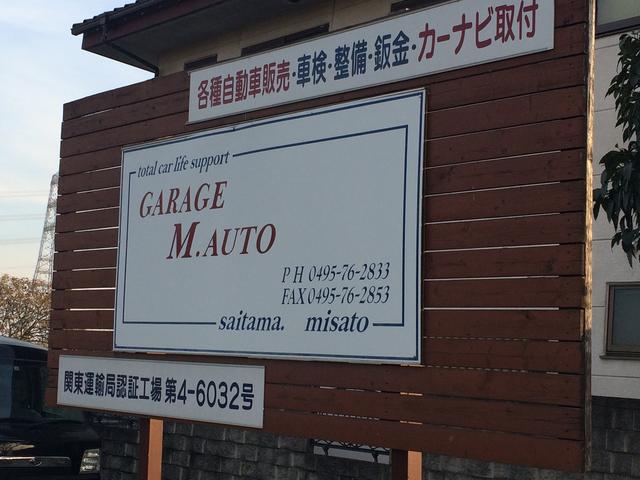 各種自動車販売・車検・整備・鈑金・カーナビ取付
total car life support
GARAGE
M.AUTO
PH 0495-76-2833
FAX 0495-76-2853
saitama. misato
関東運輸局認証工場 第4-6032号